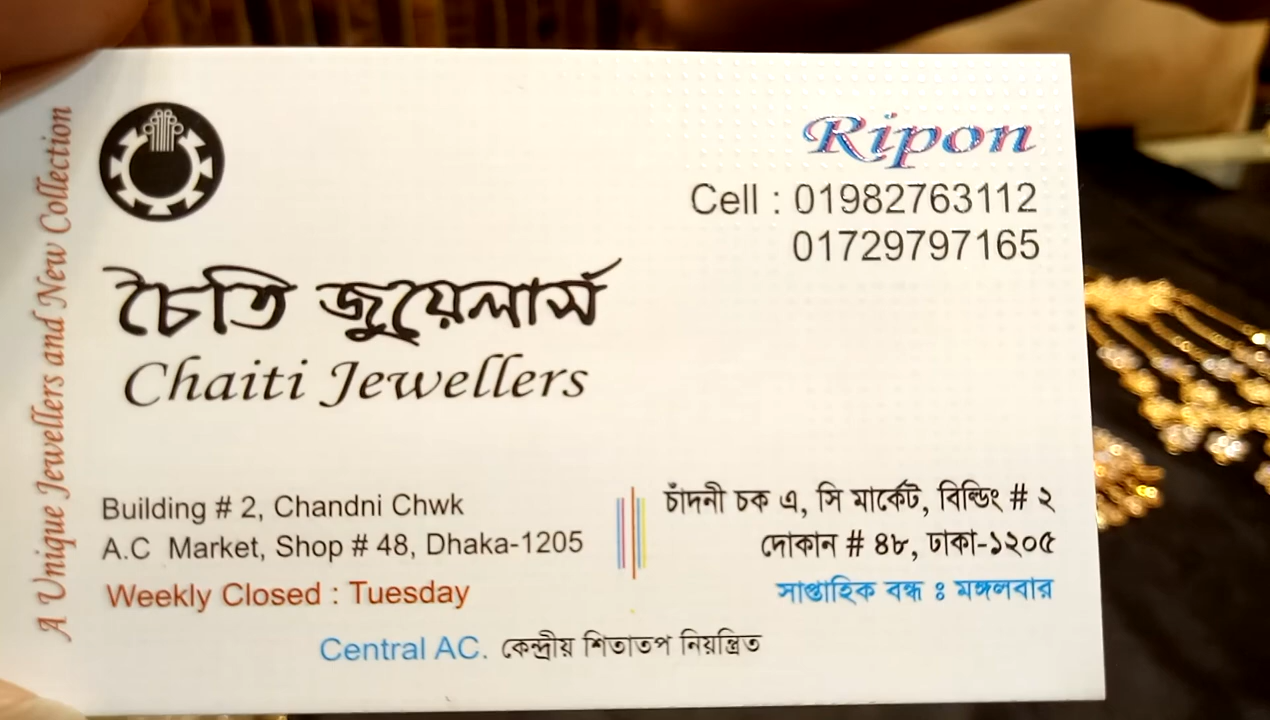 A Unique Jewellers and New Collection
Ripon
Cell : 01982763112
01729797165
চৈতি জুয়েলার্স
Chaiti Jewellers
Building # 2, Chandni Chwk
A.C Market, Shop # 48, Dhaka-1205
Weekly Closed : Tuesday
চাঁদনী চক এ, সি মার্কেট, বিল্ডিং # ২
দোকান # ৪৮, ঢাকা-১২০৫
সাপ্তাহিক বন্ধ ঃ মঙ্গলবার
Central AC. কেন্দ্রীয় শিতাতপ নিয়ন্ত্রিত